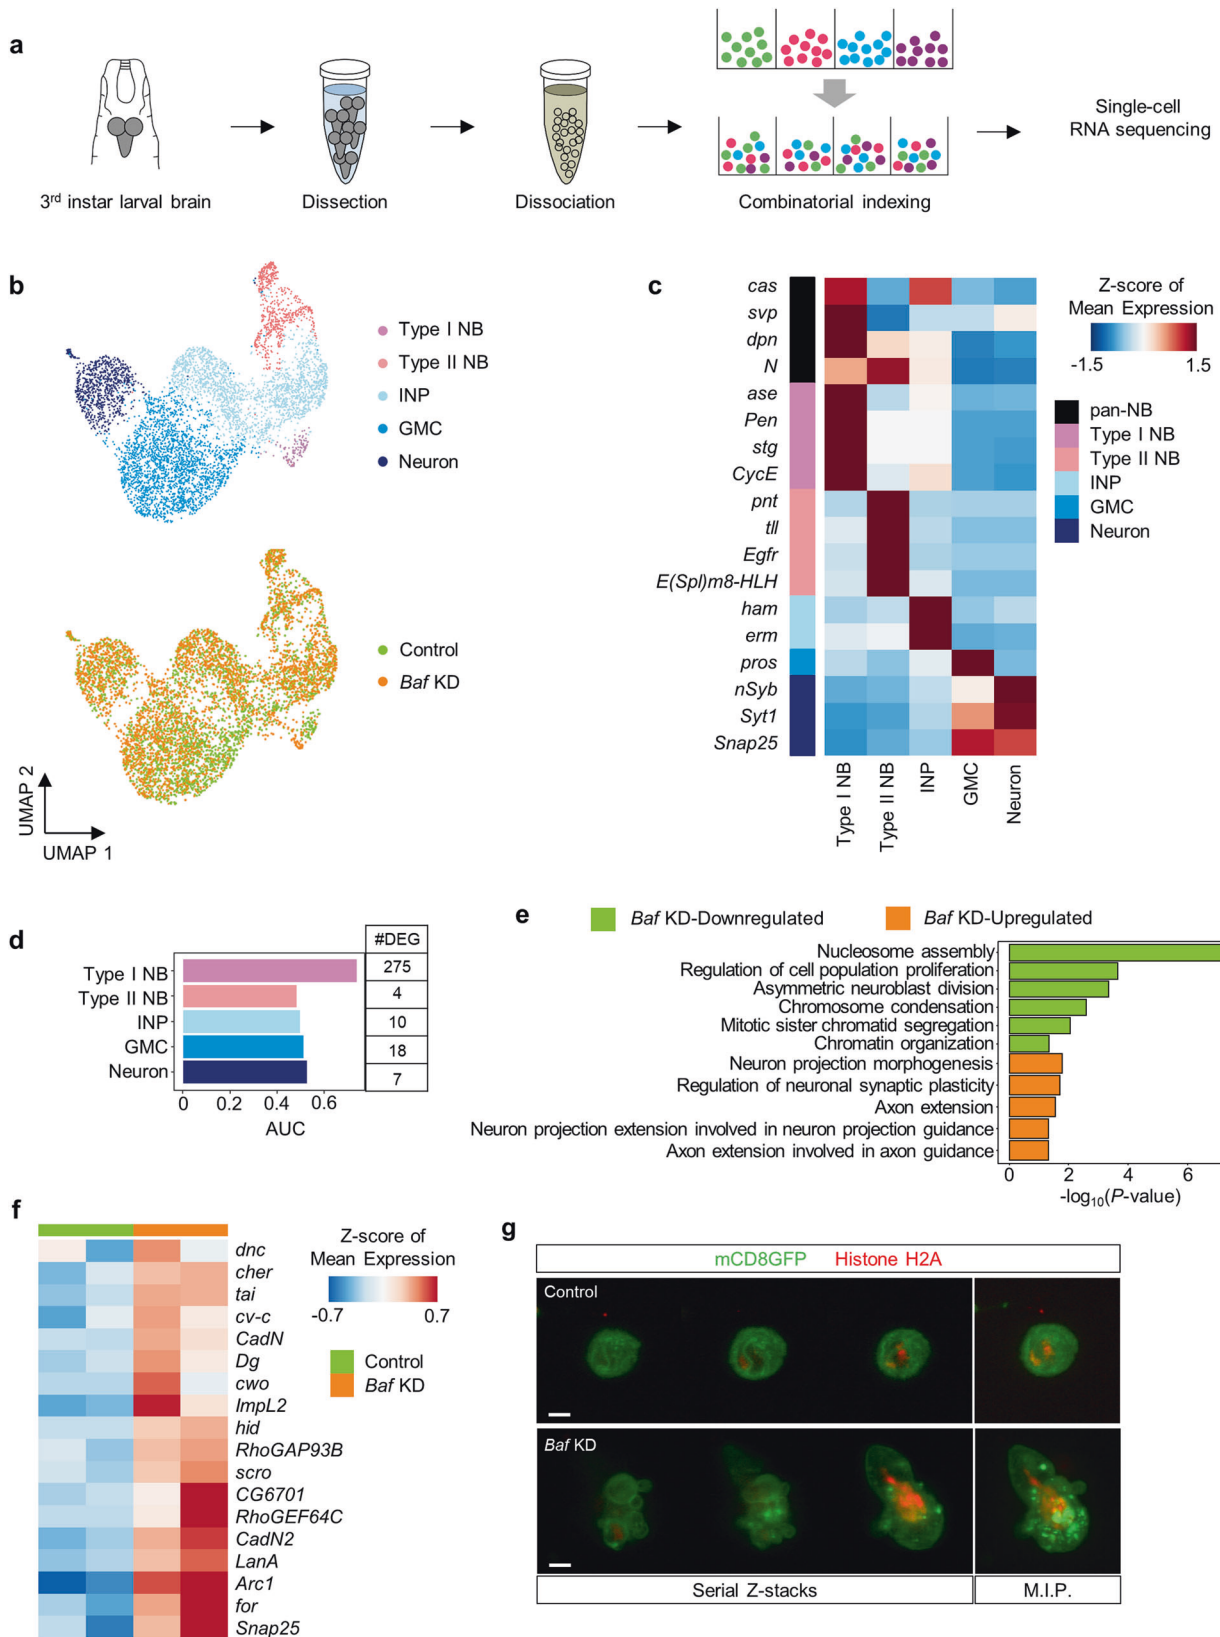 a
3rd instar larval brain
Dissection
Dissociation
Combinatorial indexing
Single-cell
RNA sequencing
b
Type I NB
Type II NB
INP
GMC
Neuron
Control
Baf KD
UMAP 2
UMAP 1
c
cas
svp
dpn
N
ase
Pen
stg
CycE
pnt
tll
Egfr
E(Spl)m8-HLH
ham
erm
pros
nSyb
Syt1
Snap25
Type I NB
Type II NB
INP
GMC
Neuron
Z-score of
Mean Expression
-1.5 1.5
pan-NB
Type I NB
Type II NB
INP
GMC
Neuron
d
#DEG
Type I NB 275
Type II NB 4
INP 10
GMC 18
Neuron 7
0 0.2 0.4 0.6
AUC
e
Baf KD-Downregulated Baf KD-Upregulated
Nucleosome assembly
Regulation of cell population proliferation
Asymmetric neuroblast division
Chromosome condensation
Mitotic sister chromatid segregation
Chromatin organization
Neuron projection morphogenesis
Regulation of neuronal synaptic plasticity
Axon extension
Neuron projection extension involved in neuron projection guidance
Axon extension involved in axon guidance
0 2 4 6
-log10(P-value)
f
dnc
cher
tai
cv-c
CadN
Dg
cwo
ImpL2
hid
RhoGAP93B
scro
CG6701
RhoGEF64C
CadN2
LanA
Arc1
for
Snap25
Z-score of
Mean Expression
-0.7 0.7
Control
Baf KD
g
mCD8GFP Histone H2A
Control
Baf KD
Serial Z-stacks M.I.P.